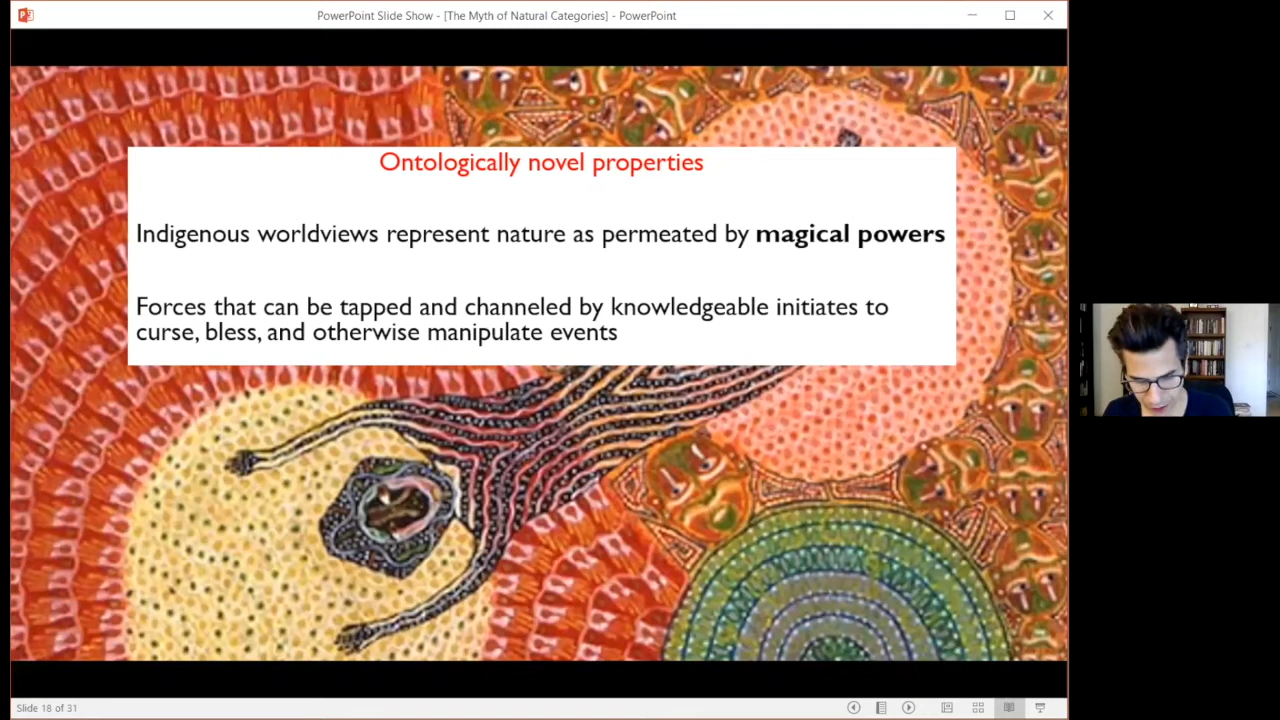 PowerPoint Slide Show - [The Myth of Natural Categories] - PowerPoint
Ontologically novel properties
Indigenous worldviews represent nature as permeated by magical powers
Forces that can be tapped and channeled by knowledgeable initiates to
curse, bless, and otherwise manipulate events
Slide 18 of 31